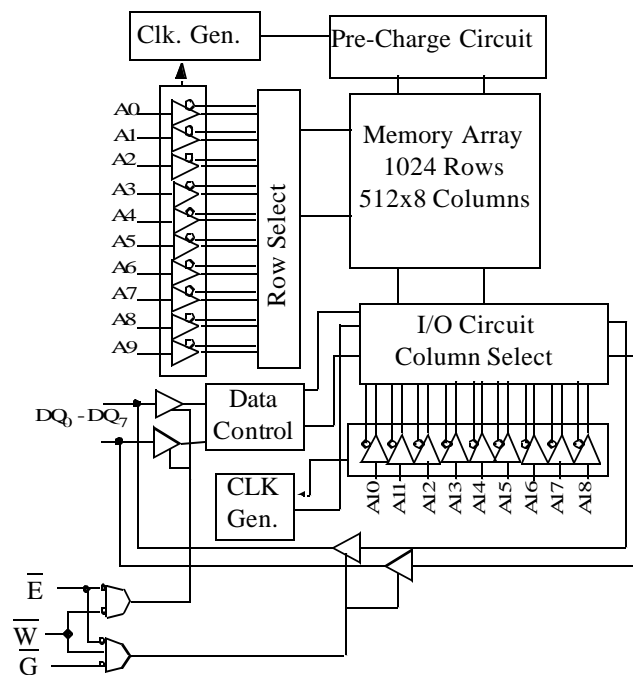 Clk. Gen.
Pre-Charge Circuit
A0
A1
A2
A3
A4
A5
A6
A7
A8
A9
Row Select
Memory Array
1024 Rows
512x8 Columns
I/O Circuit
Column Select
DQ₀ - DQ₇
Data
Control
CLK
Gen.
A10
A11
A12
A13
A14
A15
A16
A17
A18
E̅
W̅
G̅